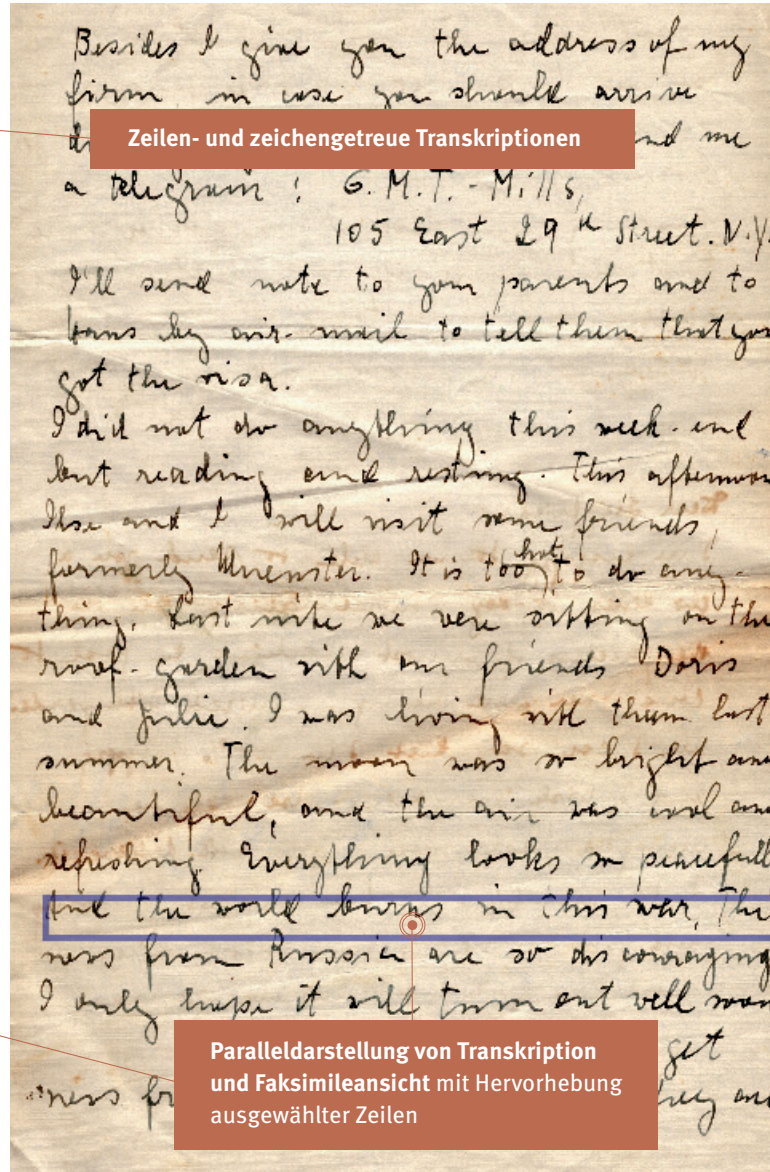 Besides I give you the address of my
firm in case you should arrive
Zeilen- und zeichengetreue Transkriptionen
and me
a telegram: G.M.T.-Mills,
105 East 29th Street. N.Y.
I'll send note to your parents and to
Hans by air-mail to tell them that you
got the visa.
I did not do anything this week-end
but reading and resting. This afternoon
Ilse and I will visit some friends,
formerly Muenster. It is too hot to do any-
thing. Last nite we were sitting on the
roof-garden with our friends Doris
and Julie. I was living with them last
summer. The moon was so bright and
beautiful, and the air was cool and
refreshing. Everything looks so peacefull
And the world burns in this war. The
news from Russia are so discouraging
I only hope it will turn out well soon
Paralleldarstellung von Transkription
und Faksimileansicht mit Hervorhebung
ausgewählter Zeilen
get
news